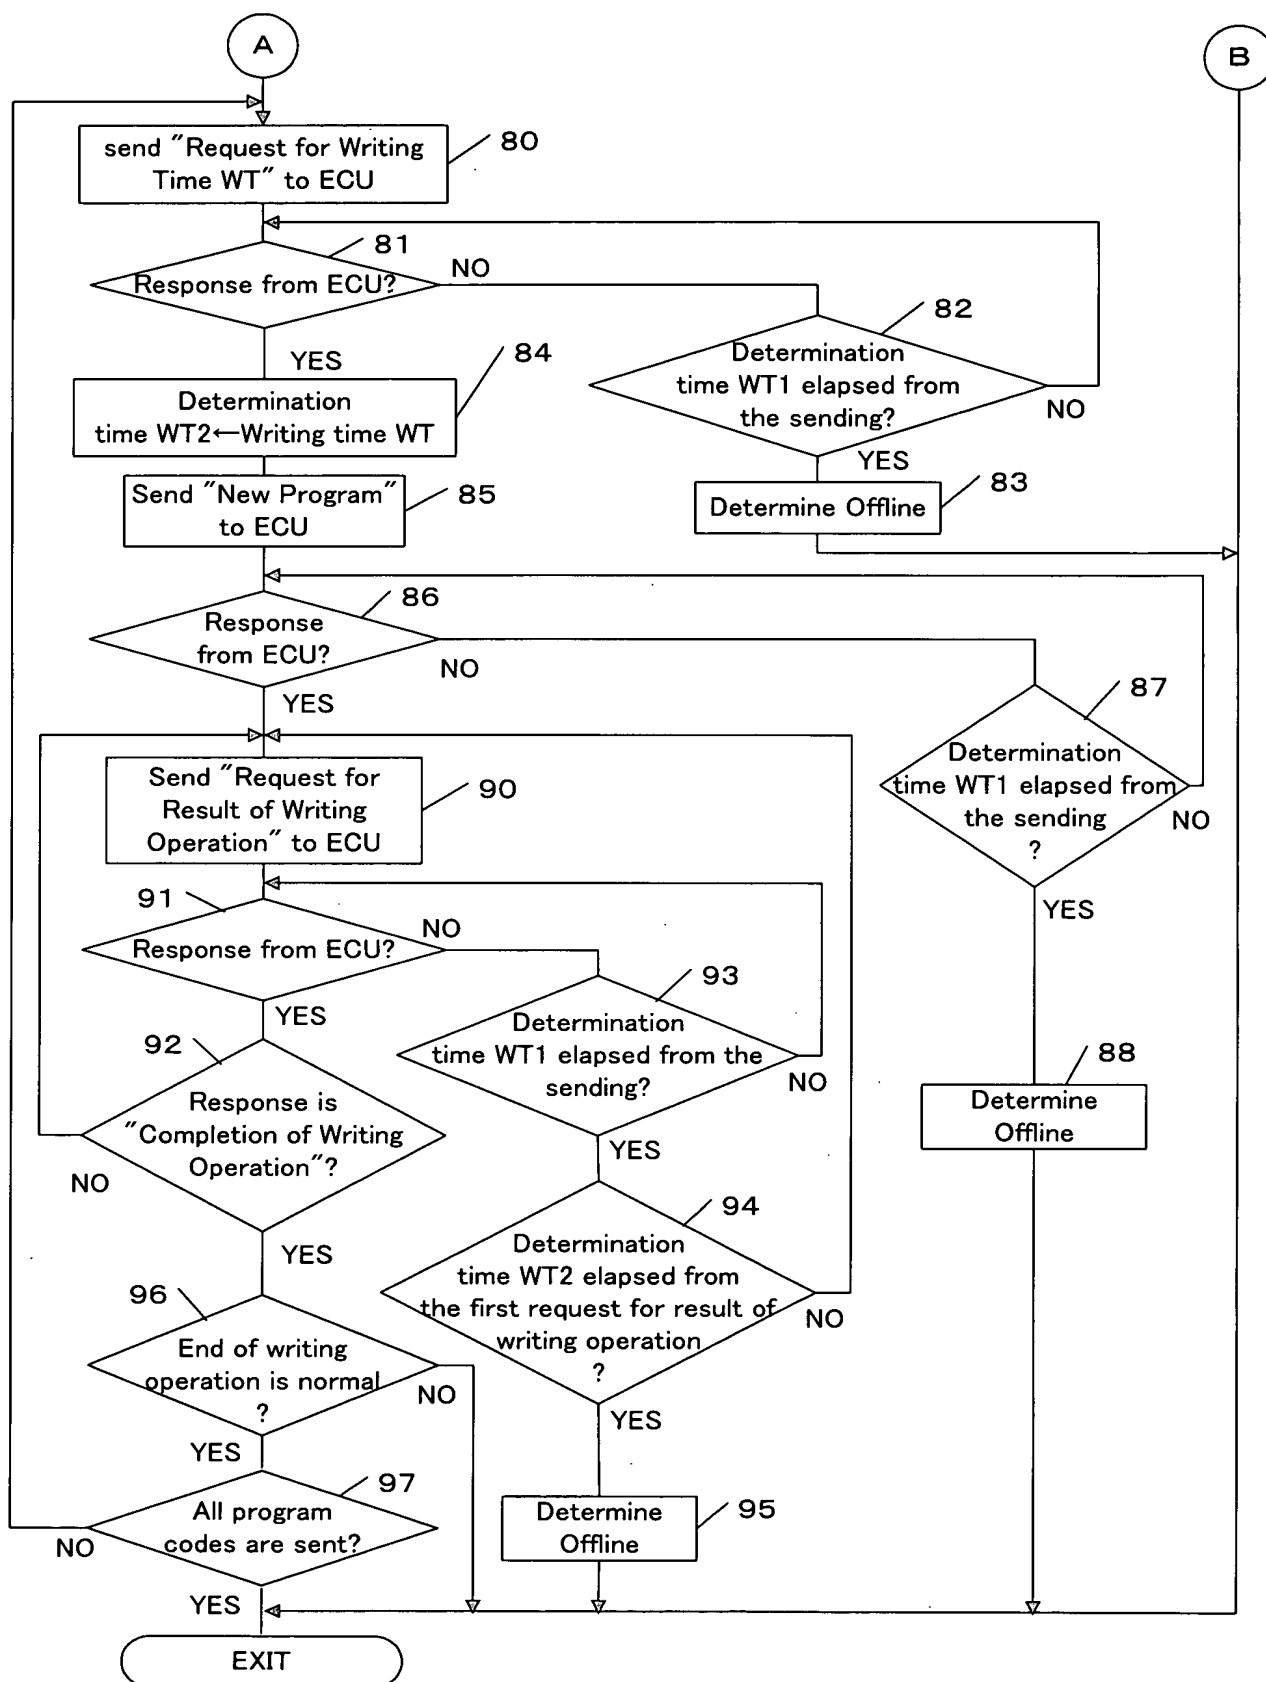 A
B
send "Request for Writing
Time WT" to ECU
80
81
Response from ECU?
NO
82
Determination
time WT1 elapsed from
the sending?
NO
YES
84
Determination
time WT2←Writing time WT
YES
83
Determine Offline
Send "New Program"
to ECU
85
86
Response
from ECU?
NO
YES
87
Determination
time WT1 elapsed from
the sending
?
NO
YES
Send "Request for
Result of Writing
Operation" to ECU
90
91
Response from ECU?
NO
YES
93
Determination
time WT1 elapsed from the
sending?
NO
YES
88
Determine
Offline
92
Response is
"Completion of Writing
Operation"?
NO
YES
94
Determination
time WT2 elapsed from
the first request for result of
writing operation
?
NO
YES
96
End of writing
operation is normal
?
NO
YES
97
All program
codes are sent?
NO
YES
95
Determine
Offline
EXIT